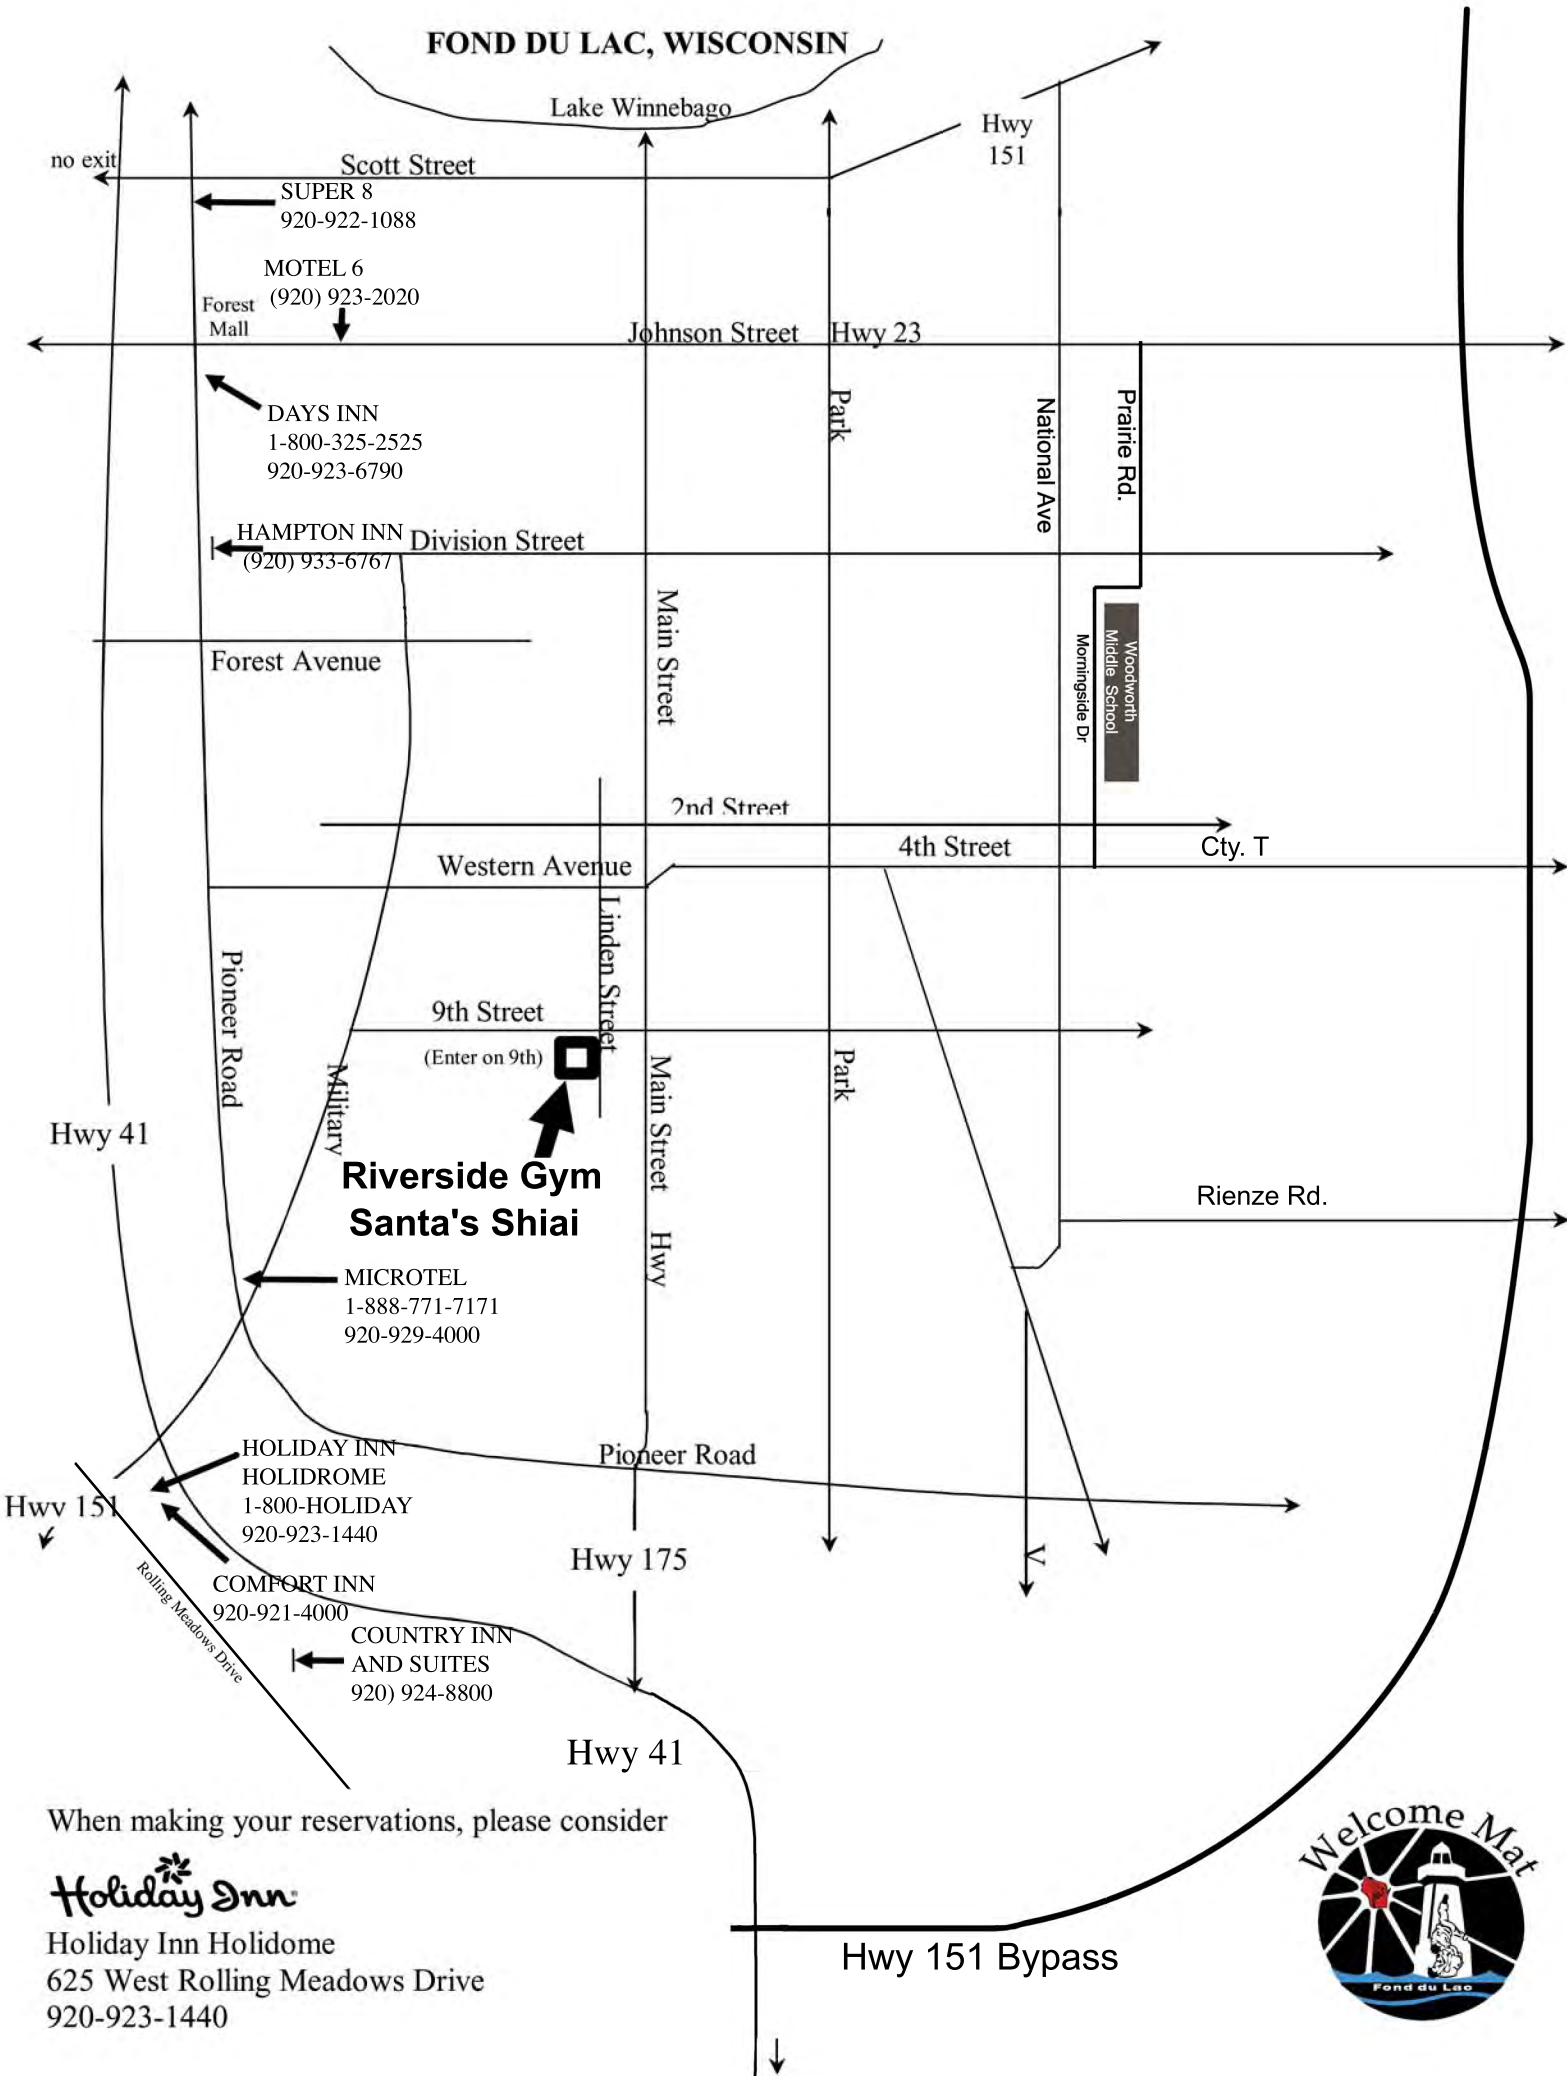 FOND DU LAC, WISCONSIN
Lake Winnebago
Hwy
151
no exit
Scott Street
SUPER 8
920-922-1088
MOTEL 6
(920) 923-2020
Forest
Mall
Johnson Street
Hwy 23
Park
National Ave
Prairie Rd.
DAYS INN
1-800-325-2525
920-923-6790
HAMPTON INN
(920) 933-6767
Division Street
Main Street
Forest Avenue
Woodworth
Middle School
Morningside Dr
2nd Street
4th Street
Cty. T
Western Avenue
Linden Street
Pioneer Road
9th Street
(Enter on 9th)
Military
Main Street
Hwy
Park
Hwy 41
Riverside Gym
Santa's Shiai
Rienze Rd.
MICROTEL
1-888-771-7171
920-929-4000
HOLIDAY INN
HOLIDROME
1-800-HOLIDAY
920-923-1440
Pioneer Road
Hwy 151
Hwy 175
V
Rolling Meadows Drive
COMFORT INN
920-921-4000
COUNTRY INN
AND SUITES
920) 924-8800
Hwy 41
When making your reservations, please consider
Holiday Inn
Holiday Inn Holidome
625 West Rolling Meadows Drive
920-923-1440
Hwy 151 Bypass
Welcome Mat
Fond du Lac